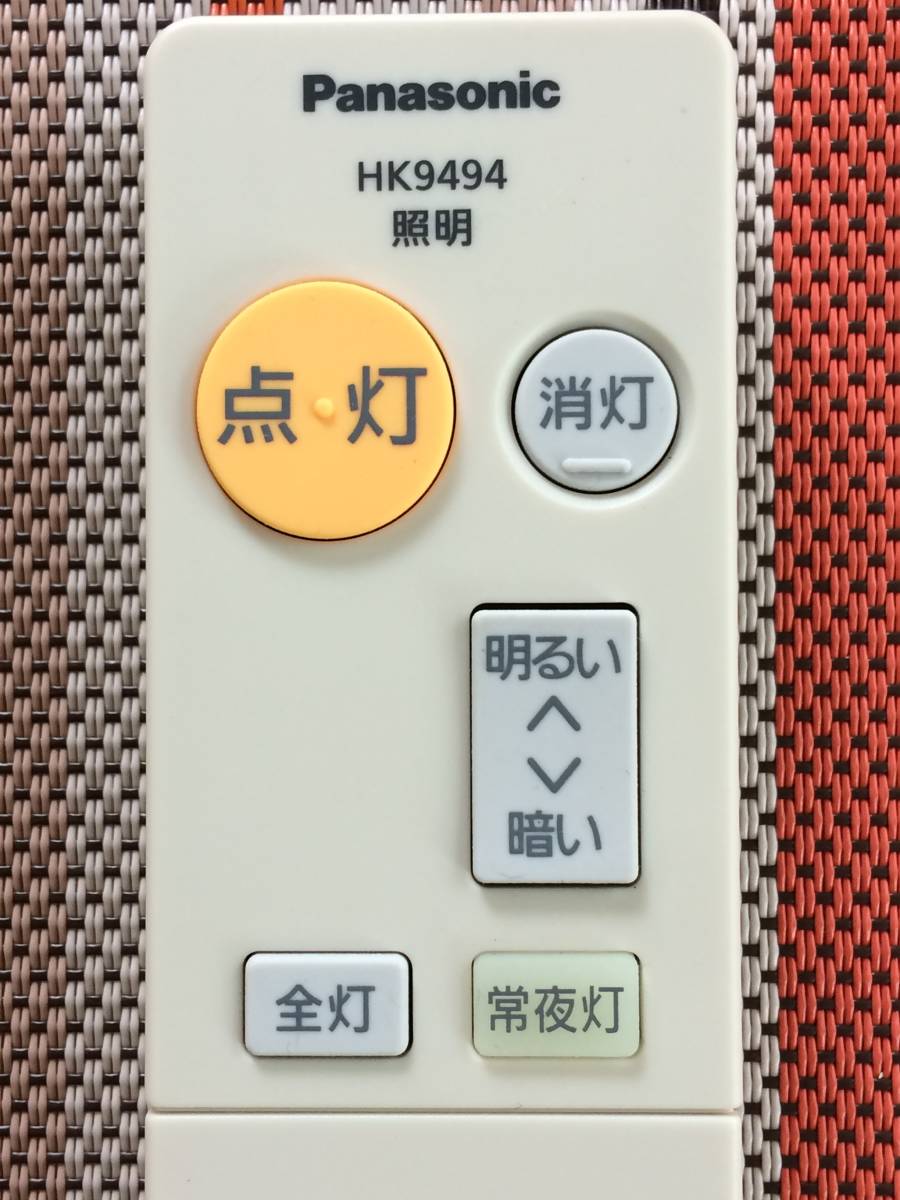 Panasonic
HK9494
照明
点・灯
消灯
明るい
暗い
全灯
常夜灯